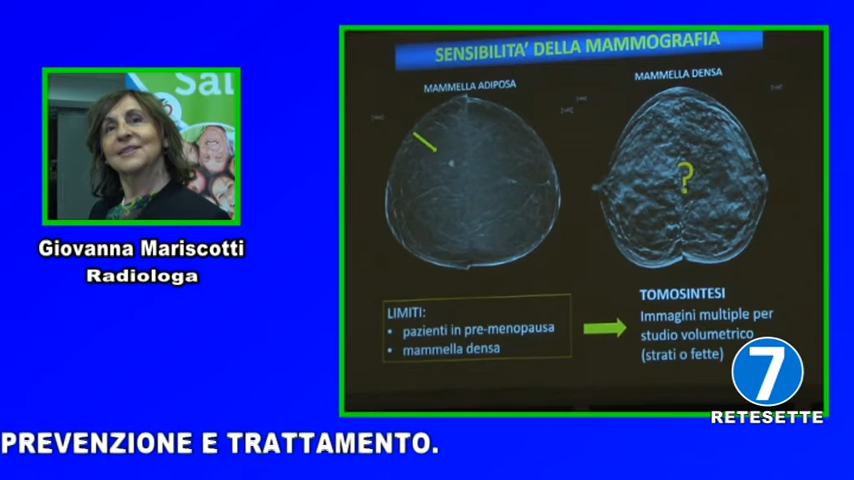 Sal
Giovanna Mariscotti
Radiologa
SENSIBILITA' DELLA MAMMOGRAFIA
MAMMELLA ADIPOSA
MAMMELLA DENSA
?
LIMITI:
• pazienti in pre-menopausa
• mammella densa
TOMOSINTESI
Immagini multiple per
studio volumetrico
(strati o fette)
7
RETESETTE
PREVENZIONE E TRATTAMENTO.